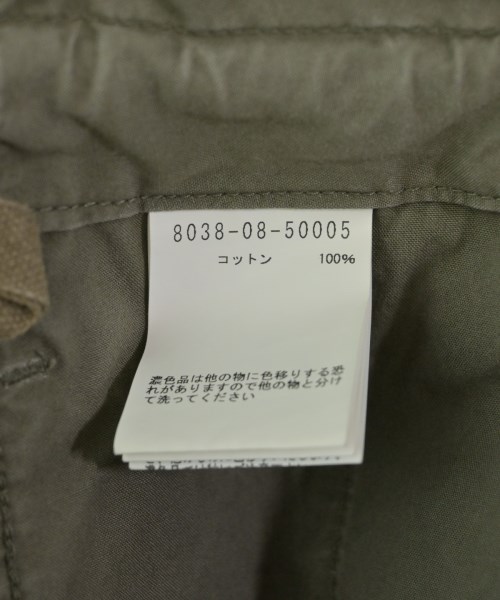 8038-08-50005
コットン 100%
濃色品は他の物に色移りする恐
れがありますので他の物と分け
て洗ってください